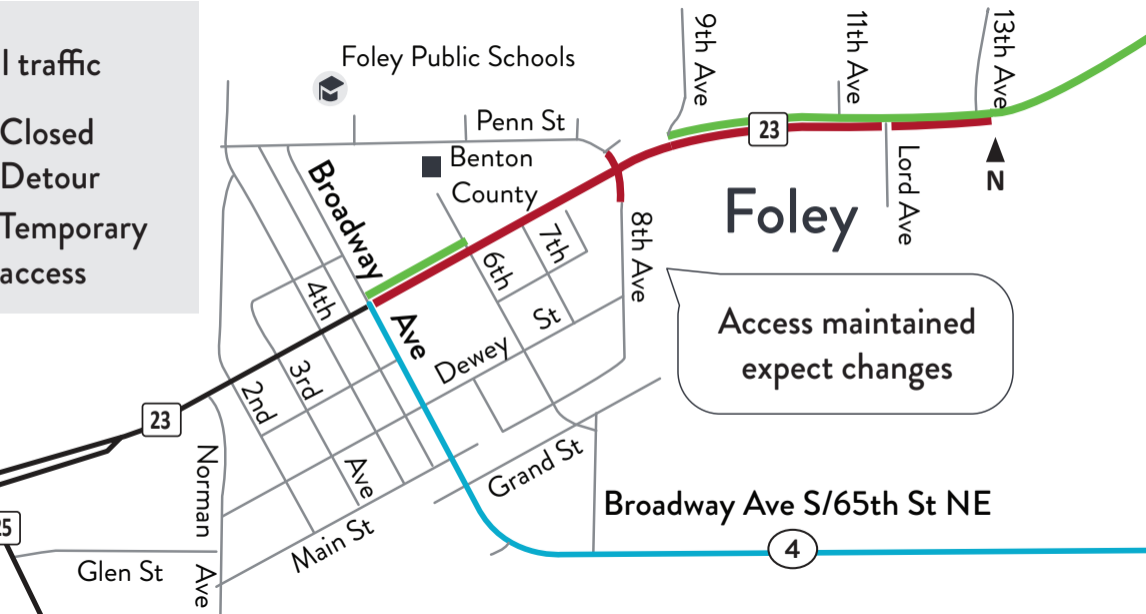 l traffic
Closed
Detour
Temporary
access
Foley Public Schools
Penn St
Benton
County
Broadway
Ave
9th Ave
11th Ave
13th Ave
23
N
Lord Ave
Foley
8th Ave
7th
6th
St
Dewey
4th
3rd
2nd
Ave
Access maintained
expect changes
23
Norman
Ave
Grand St
Main St
Broadway Ave S/65th St NE
4
25
Glen St